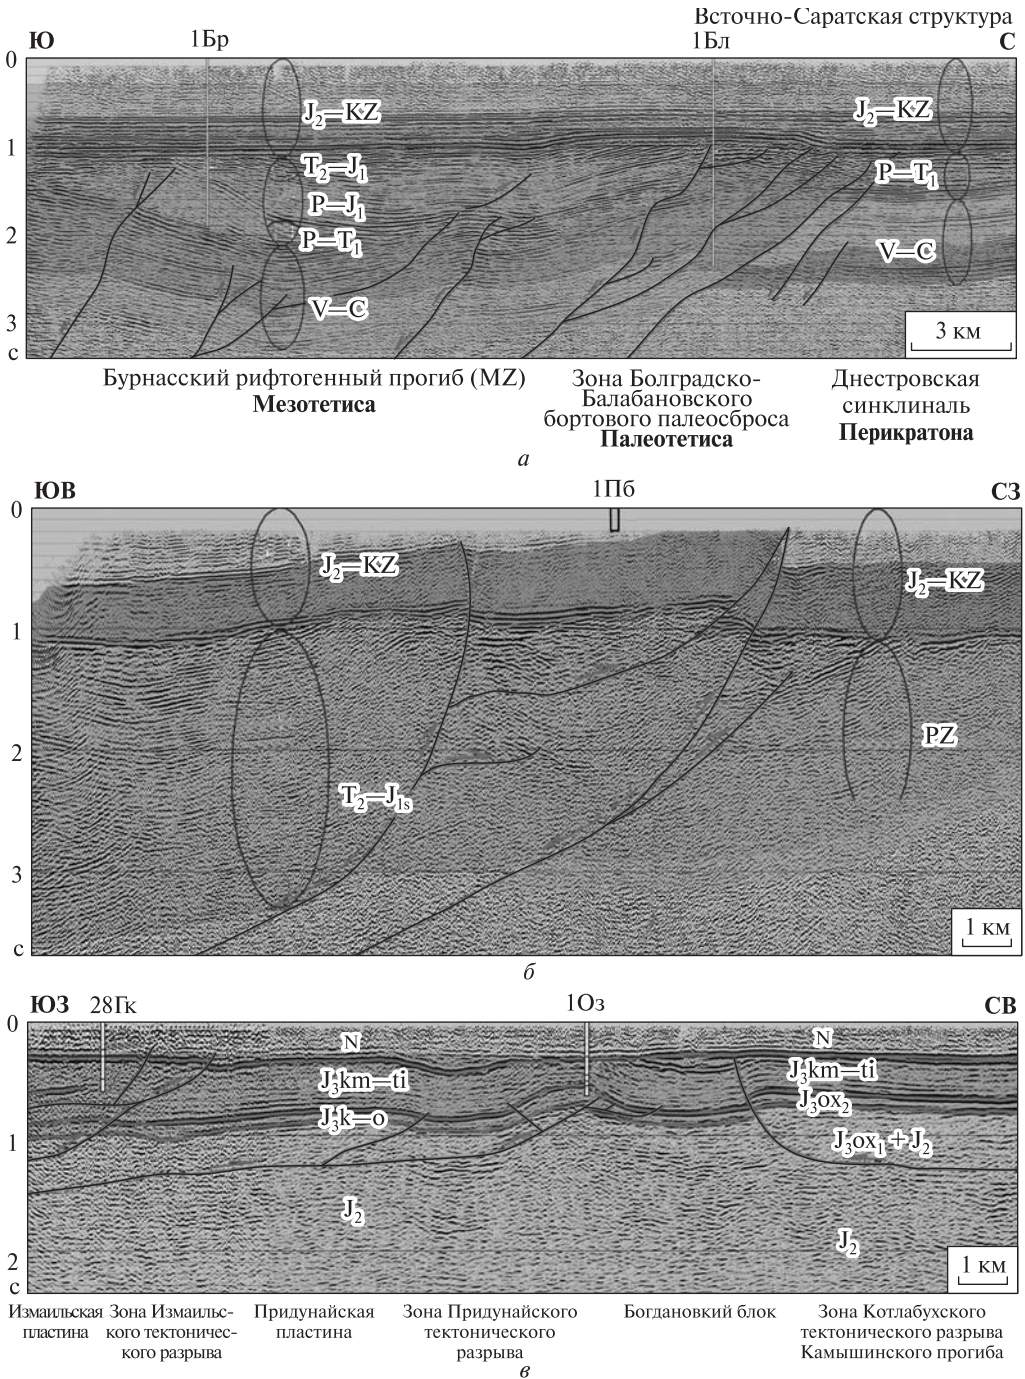 Всточно-Саратская структура
Ю 1Бр 1Бл С
0
J₂—KZ J₂—KZ
1
T₂—J₁ P—T₁
P—J₁
2
P—T₁ V—C
V—C
3
с
3 км
Бурнасский рифтогенный прогиб (MZ)
Мезотетиса
Зона Болградско-
Балабановского
бортового палеосброса
Палеотетиса
Днестровская
синклиналь
Перикратона
а
ЮВ 1Пб СЗ
0
J₂—KZ J₂—KZ
1
2
PZ
T₂—J₁s
3
с
1 км
б
ЮЗ 28Гк 1Оз СВ
0
N N
J₃km—ti J₃km—ti
J₃k—o J₃ox₂
1
J₃ox₁ + J₂
J₂ J₂
2
с
1 км
Измаильская
пластина
Зона Измаильс-
кого тектоничес-
кого разрыва
Придунайская
пластина
Зона Придунайского
тектонического
разрыва
Богдановкий блок
Зона Котлабухского
тектонического разрыва
Камышинского прогиба
в